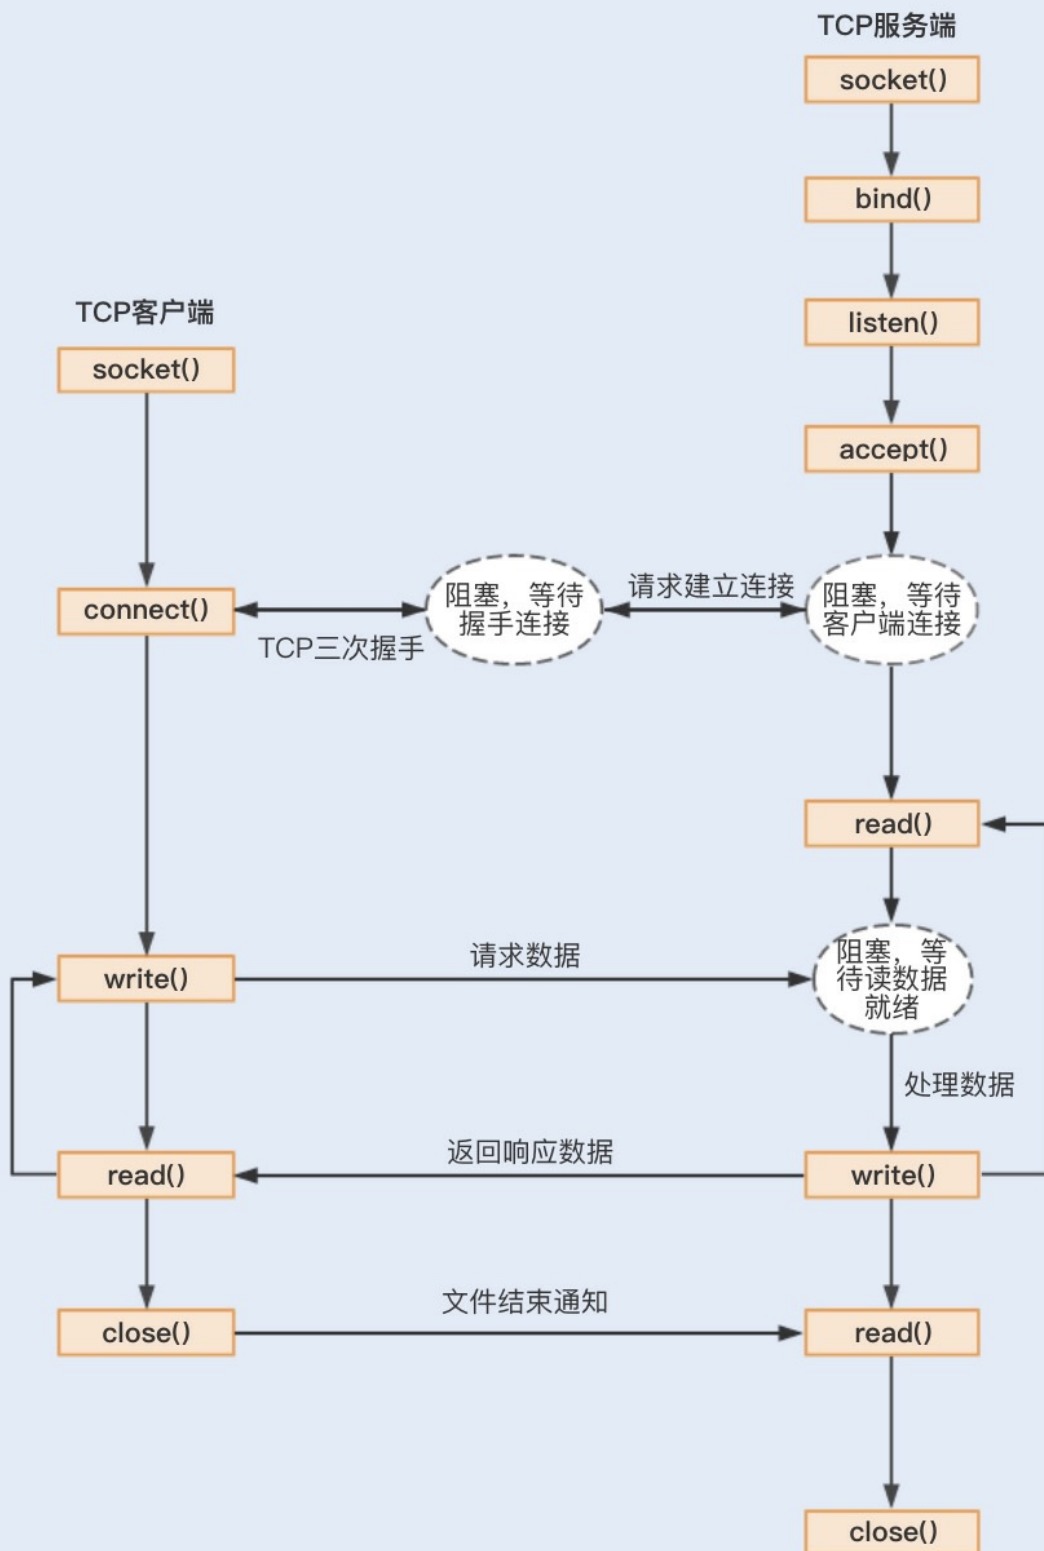 TCP服务端
socket()
bind()
listen()
accept()
TCP客户端
socket()
connect()
TCP三次握手
阻塞，等待
握手连接
请求建立连接
阻塞，等待
客户端连接
read()
write()
请求数据
阻塞，等
待读数据
就绪
处理数据
read()
返回响应数据
write()
close()
文件结束通知
read()
close()